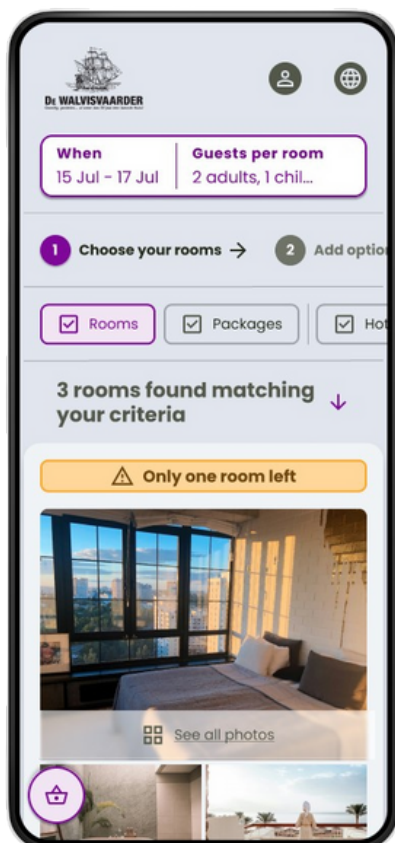 DE WALVISVAARDER
When
15 Jul - 17 Jul
Guests per room
2 adults, 1 chil...
1 Choose your rooms →
2 Add optio
Rooms
Packages
Hot
3 rooms found matching
your criteria
Only one room left
See all photos